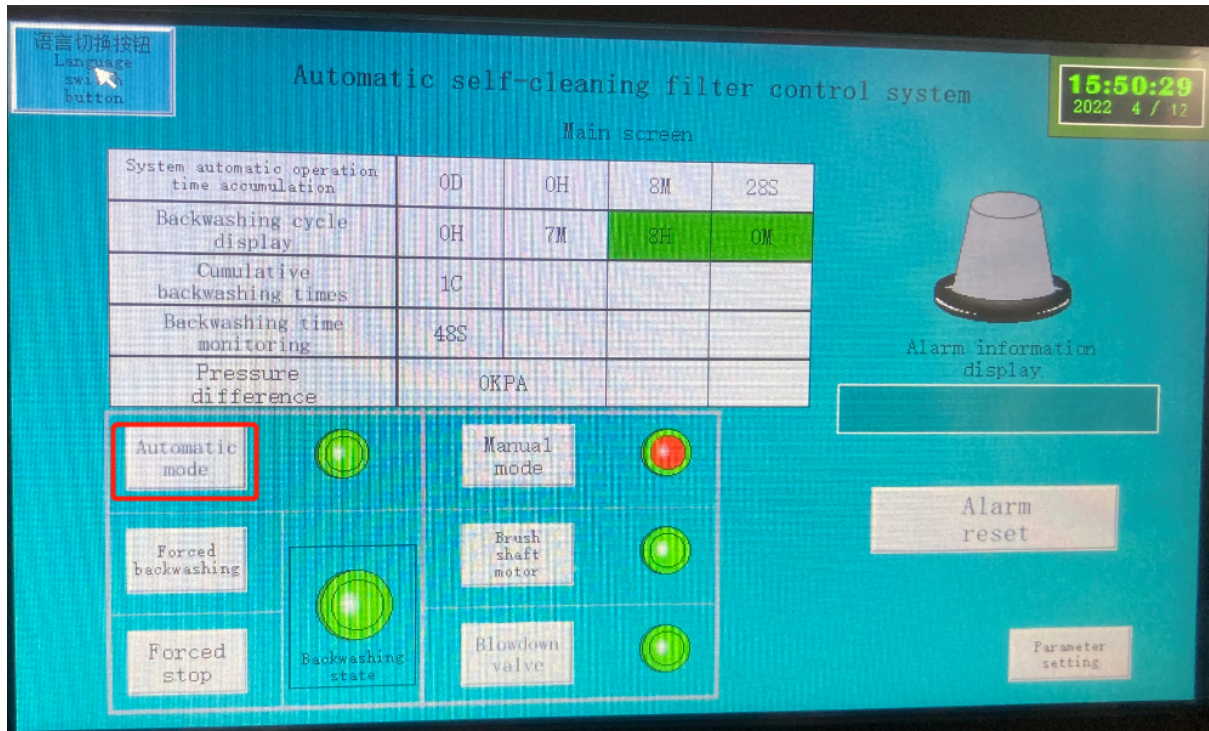 语言切换按钮
Language
switch
button
Automatic self-cleaning filter control system
15:50:29
2022 4 / 12
Main screen
System automatic operation
time accumulation
0D
0H
8M
28S
Backwashing cycle
display
0H
7M
8H
0M
Cumulative
backwashing times
1C
Backwashing time
monitoring
48S
Pressure
difference
0KPA
Alarm information
display
Automatic
mode
Manual
mode
Alarm
reset
Forced
backwashing
Brush
shaft
motor
Forced
stop
Backwashing
state
Blowdown
valve
Parameter
setting